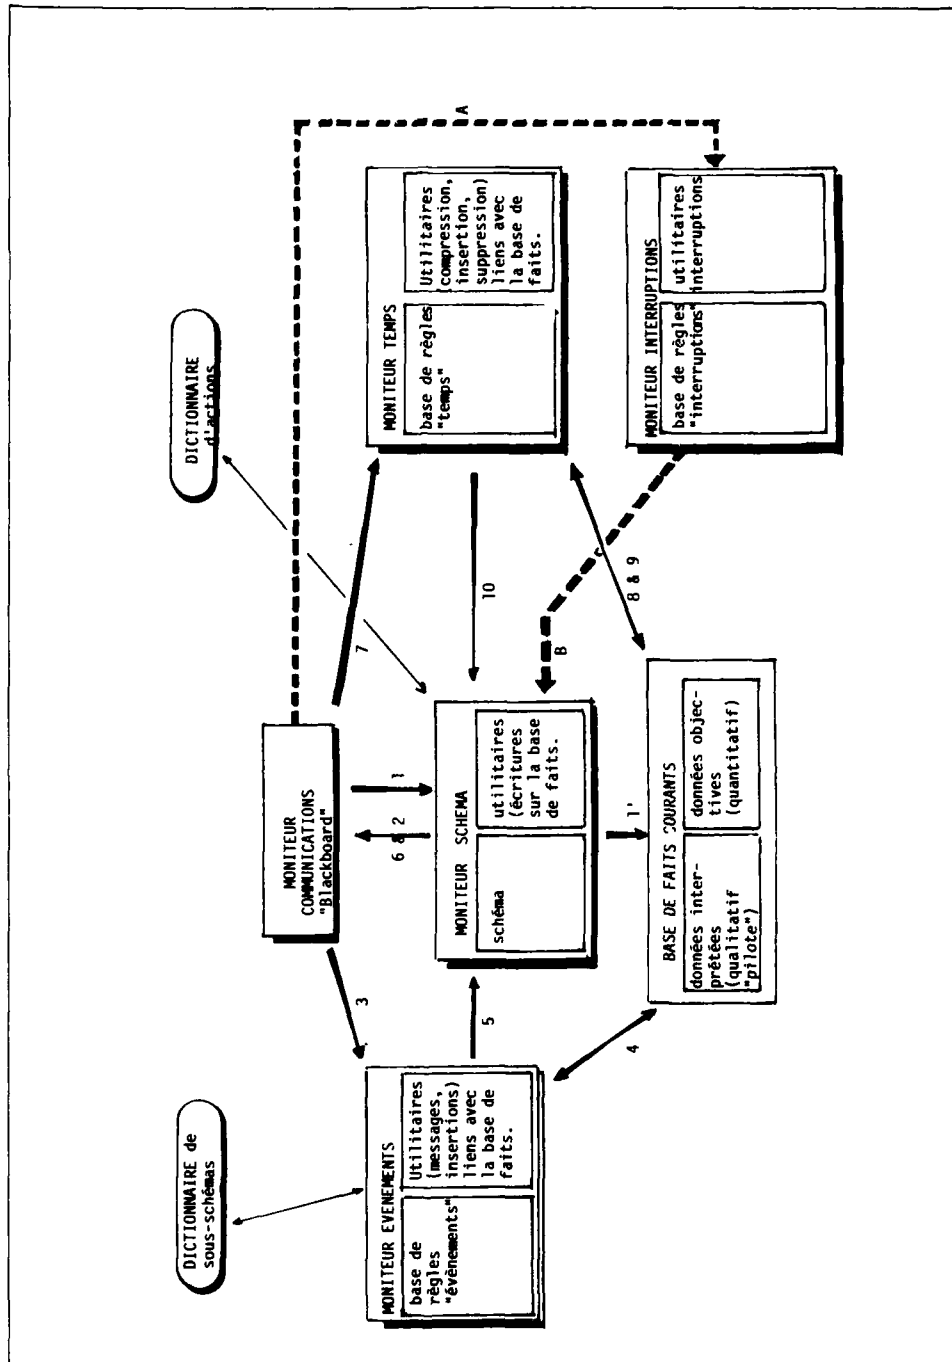 DICTIONNAIRE de
sous-schémas
DICTIONNAIRE
d'actions
MONITEUR
COMMUNICATIONS
"Blackboard"
A
3
6 & 2
1
7
MONITEUR EVENEMENTS
base de
règles
"évènements"
Utilitaires
(messages,
insertions)
liens avec
la base de
faits.
5
MONITEUR SCHEMA
schéma
utilitaires
(écritures
sur la base
de faits.
10
MONITEUR TEMPS
base de règles
"temps"
Utilitaires
(compression,
insertion,
suppression)
liens avec
la base de
faits.
4
1'
B
8 & 9
BASE DE FAITS COURANTS
données inter-
prétées
(qualitatif
"pilote")
données objec-
tives
(quantitatif)
MONITEUR INTERRUPTIONS
base de règles
"interruptions"
utilitaires
interruptions